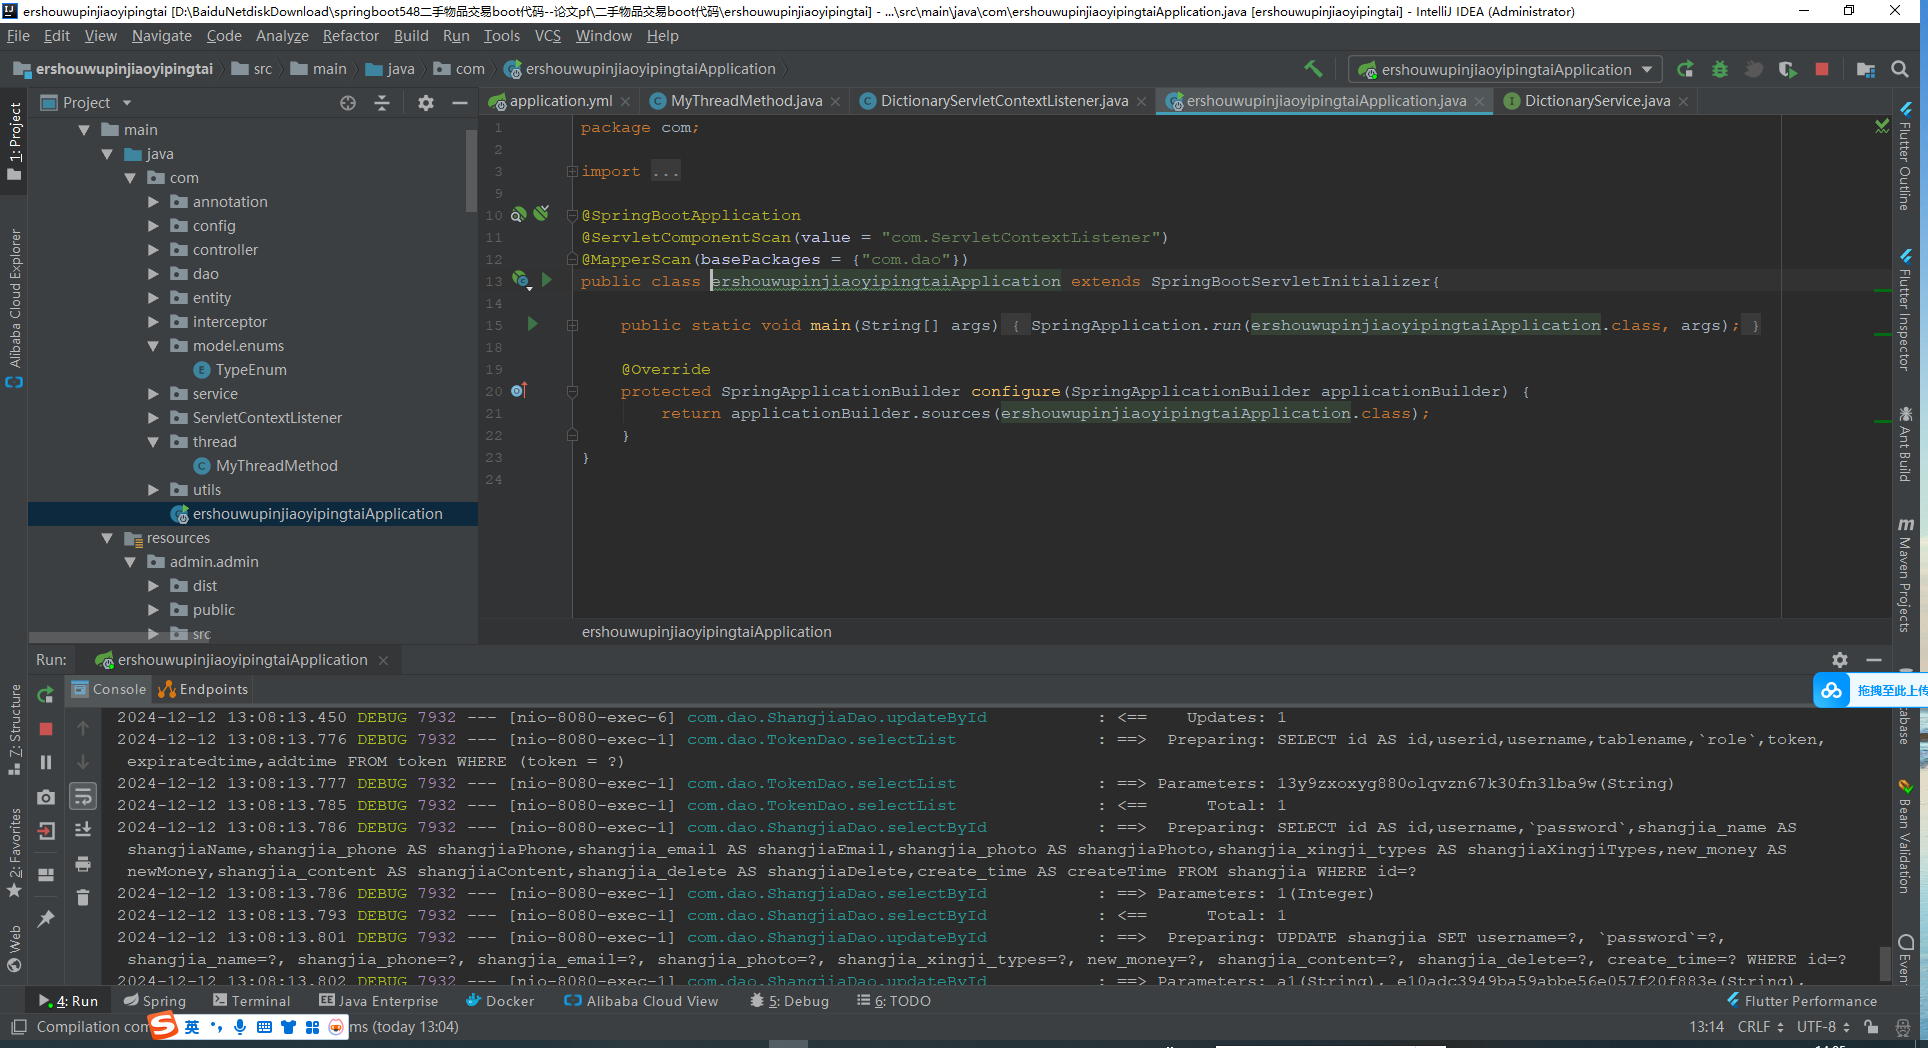 ershouwupinjiaoyipingtai [D:\BaiduNetdiskDownload\springboot548二手物品交易boot代码--论文pf\二手物品交易boot代码\ershouwupinjiaoyipingtai] - ...\src\main\java\com\ershouwupinjiaoyipingtaiApplication.java [ershouwupinjiaoyipingtai] - IntelliJ IDEA (Administrator)
File Edit View Navigate Code Analyze Refactor Build Run Tools VCS Window Help
ershouwupinjiaoyipingtai src main java com ershouwupinjiaoyipingtaiApplication
ershouwupinjiaoyipingtaiApplication
Project
application.yml MyThreadMethod.java DictionaryServletContextListener.java ershouwupinjiaoyipingtaiApplication.java DictionaryService.java
1: Project
Alibaba Cloud Explorer
7: Structure
2: Favorites
Web
main
java
com
annotation
config
controller
dao
entity
interceptor
model.enums
TypeEnum
service
ServletContextListener
thread
MyThreadMethod
utils
ershouwupinjiaoyipingtaiApplication
resources
admin.admin
dist
public
src
1 package com;
2
3 import ...
9
10 @SpringBootApplication
11 @ServletComponentScan(value = "com.ServletContextListener")
12 @MapperScan(basePackages = {"com.dao"})
13 public class ershouwupinjiaoyipingtaiApplication extends SpringBootServletInitializer{
14
15 public static void main(String[] args) { SpringApplication.run(ershouwupinjiaoyipingtaiApplication.class, args); }
18
19 @Override
20 protected SpringApplicationBuilder configure(SpringApplicationBuilder applicationBuilder) {
21 return applicationBuilder.sources(ershouwupinjiaoyipingtaiApplication.class);
22 }
23 }
24
ershouwupinjiaoyipingtaiApplication
Flutter Outline
Flutter Inspector
Ant Build
Maven Projects
Bean Validation
拖拽至此上传
Run: ershouwupinjiaoyipingtaiApplication
Console Endpoints
2024-12-12 13:08:13.450 DEBUG 7932 --- [nio-8080-exec-6] com.dao.ShangjiaDao.updateById : <== Updates: 1
2024-12-12 13:08:13.776 DEBUG 7932 --- [nio-8080-exec-1] com.dao.TokenDao.selectList : ==> Preparing: SELECT id AS id,userid,username,tablename,`role`,token,
expiratedtime,addtime FROM token WHERE (token = ?)
2024-12-12 13:08:13.777 DEBUG 7932 --- [nio-8080-exec-1] com.dao.TokenDao.selectList : ==> Parameters: 13y9zxoxyg880olqvzn67k30fn3lba9w(String)
2024-12-12 13:08:13.785 DEBUG 7932 --- [nio-8080-exec-1] com.dao.TokenDao.selectList : <== Total: 1
2024-12-12 13:08:13.786 DEBUG 7932 --- [nio-8080-exec-1] com.dao.ShangjiaDao.selectById : ==> Preparing: SELECT id AS id,username,`password`,shangjia_name AS
shangjiaName,shangjia_phone AS shangjiaPhone,shangjia_email AS shangjiaEmail,shangjia_photo AS shangjiaPhoto,shangjia_xingji_types AS shangjiaXingjiTypes,new_money AS
newMoney,shangjia_content AS shangjiaContent,shangjia_delete AS shangjiaDelete,create_time AS createTime FROM shangjia WHERE id=?
2024-12-12 13:08:13.786 DEBUG 7932 --- [nio-8080-exec-1] com.dao.ShangjiaDao.selectById : ==> Parameters: 1(Integer)
2024-12-12 13:08:13.793 DEBUG 7932 --- [nio-8080-exec-1] com.dao.ShangjiaDao.selectById : <== Total: 1
2024-12-12 13:08:13.801 DEBUG 7932 --- [nio-8080-exec-1] com.dao.ShangjiaDao.updateById : ==> Preparing: UPDATE shangjia SET username=?, `password`=?,
shangjia_name=?, shangjia_phone=?, shangjia_email=?, shangjia_photo=?, shangjia_xingji_types=?, new_money=?, shangjia_content=?, shangjia_delete=?, create_time=? WHERE id=?
2024-12-12 13:08:13.802 DEBUG 7932 --- [nio-8080-exec-1] com.dao.ShangjiaDao.updateById : ==> Parameters: a1(String), e10adc3949ba59abbe56e057f20f883e(String),
4: Run Spring Terminal Java Enterprise Docker Alibaba Cloud View 5: Debug 6: TODO Flutter Performance
Compilation com 英 ms (today 13:04) 13:14 CRLF UTF-8